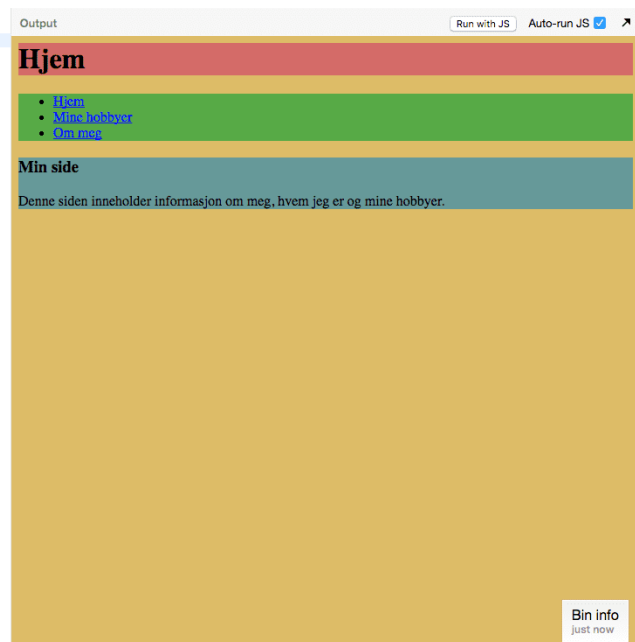 Output
Run with JS
Auto-run JS
Hjem
Hjem
Mine hobbyer
Om meg
Min side
Denne siden inneholder informasjon om meg, hvem jeg er og mine hobbyer.
Bin info
just now